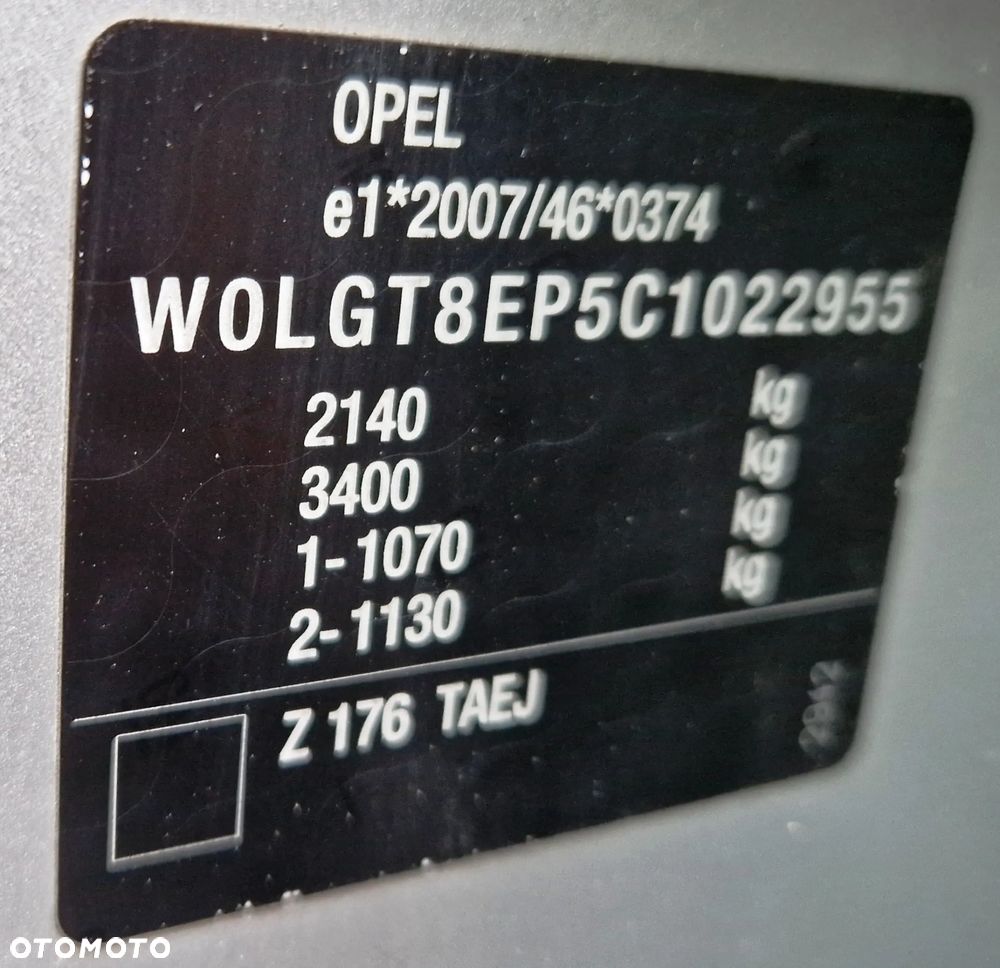 OPEL
e1*2007/46*0374
W0LGT8EP5C1022955
2140 kg
3400 kg
1-1070 kg
2-1130 kg
Z 176 TAEJ
OTOMOTO